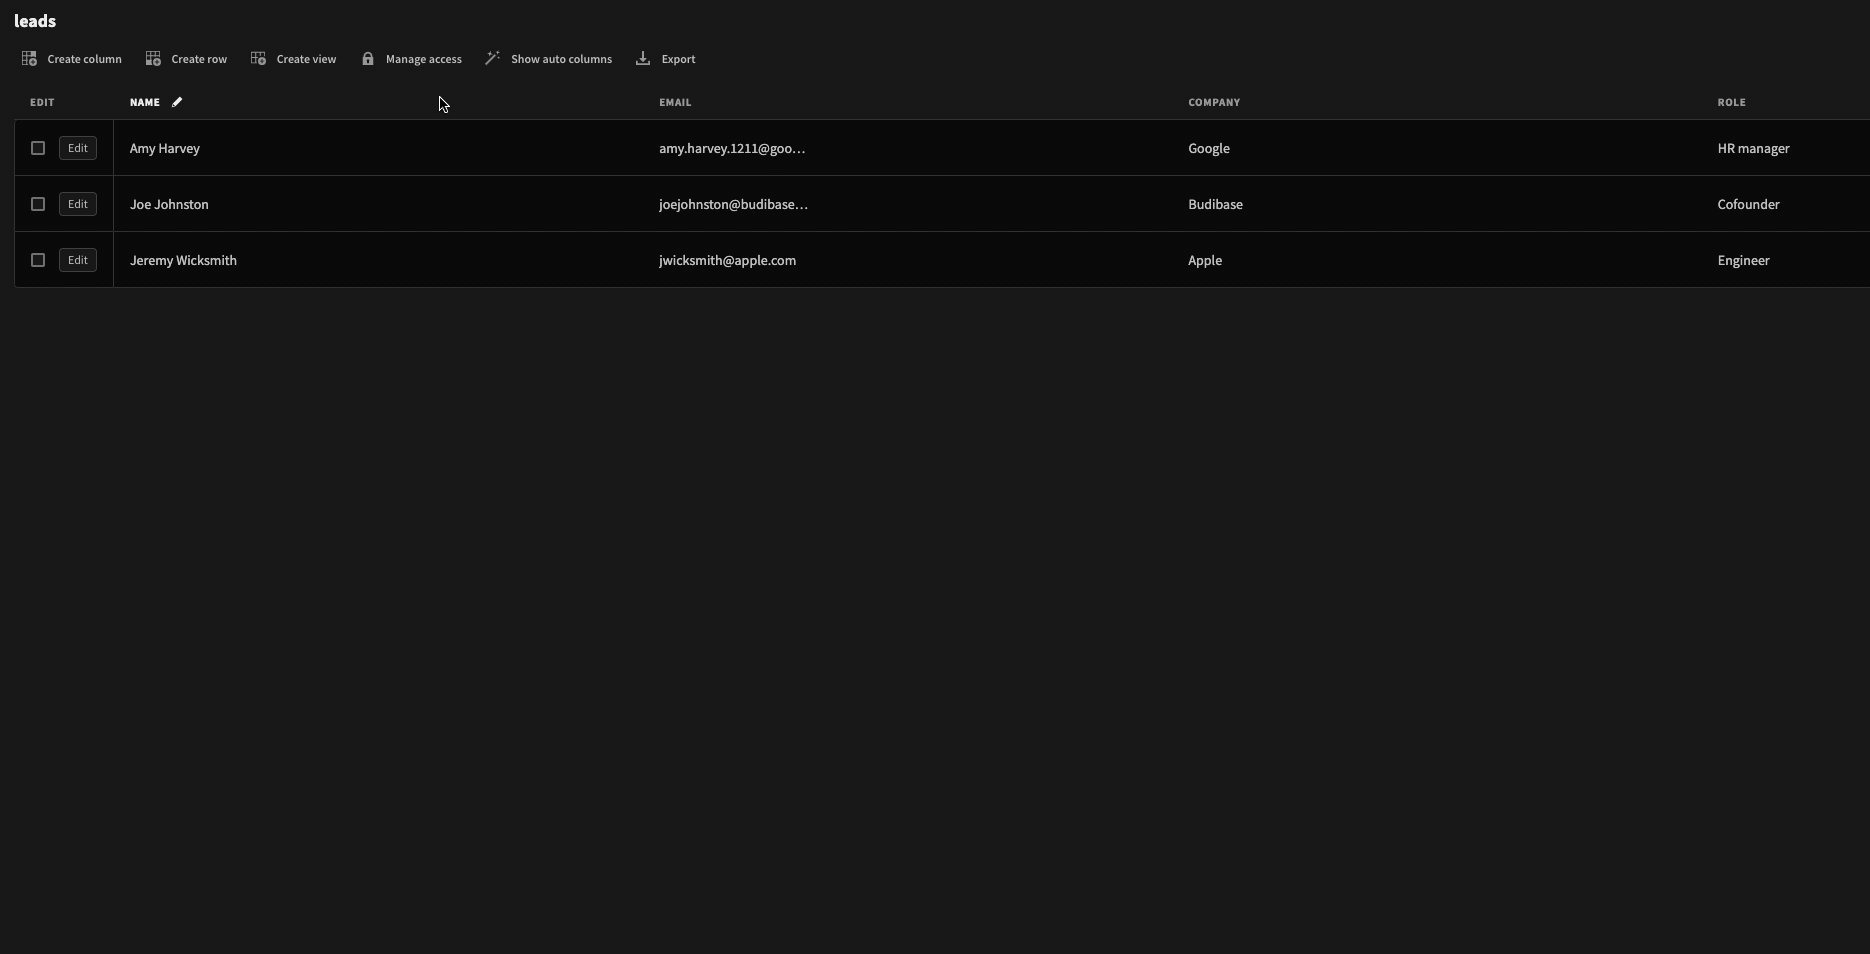 leads
Create column Create row Create view Manage access Show auto columns Export
EDIT NAME EMAIL COMPANY ROLE
Edit Amy Harvey amy.harvey.1211@goo... Google HR manager
Edit Joe Johnston joejohnston@budibase... Budibase Cofounder
Edit Jeremy Wicksmith jwicksmith@apple.com Apple Engineer